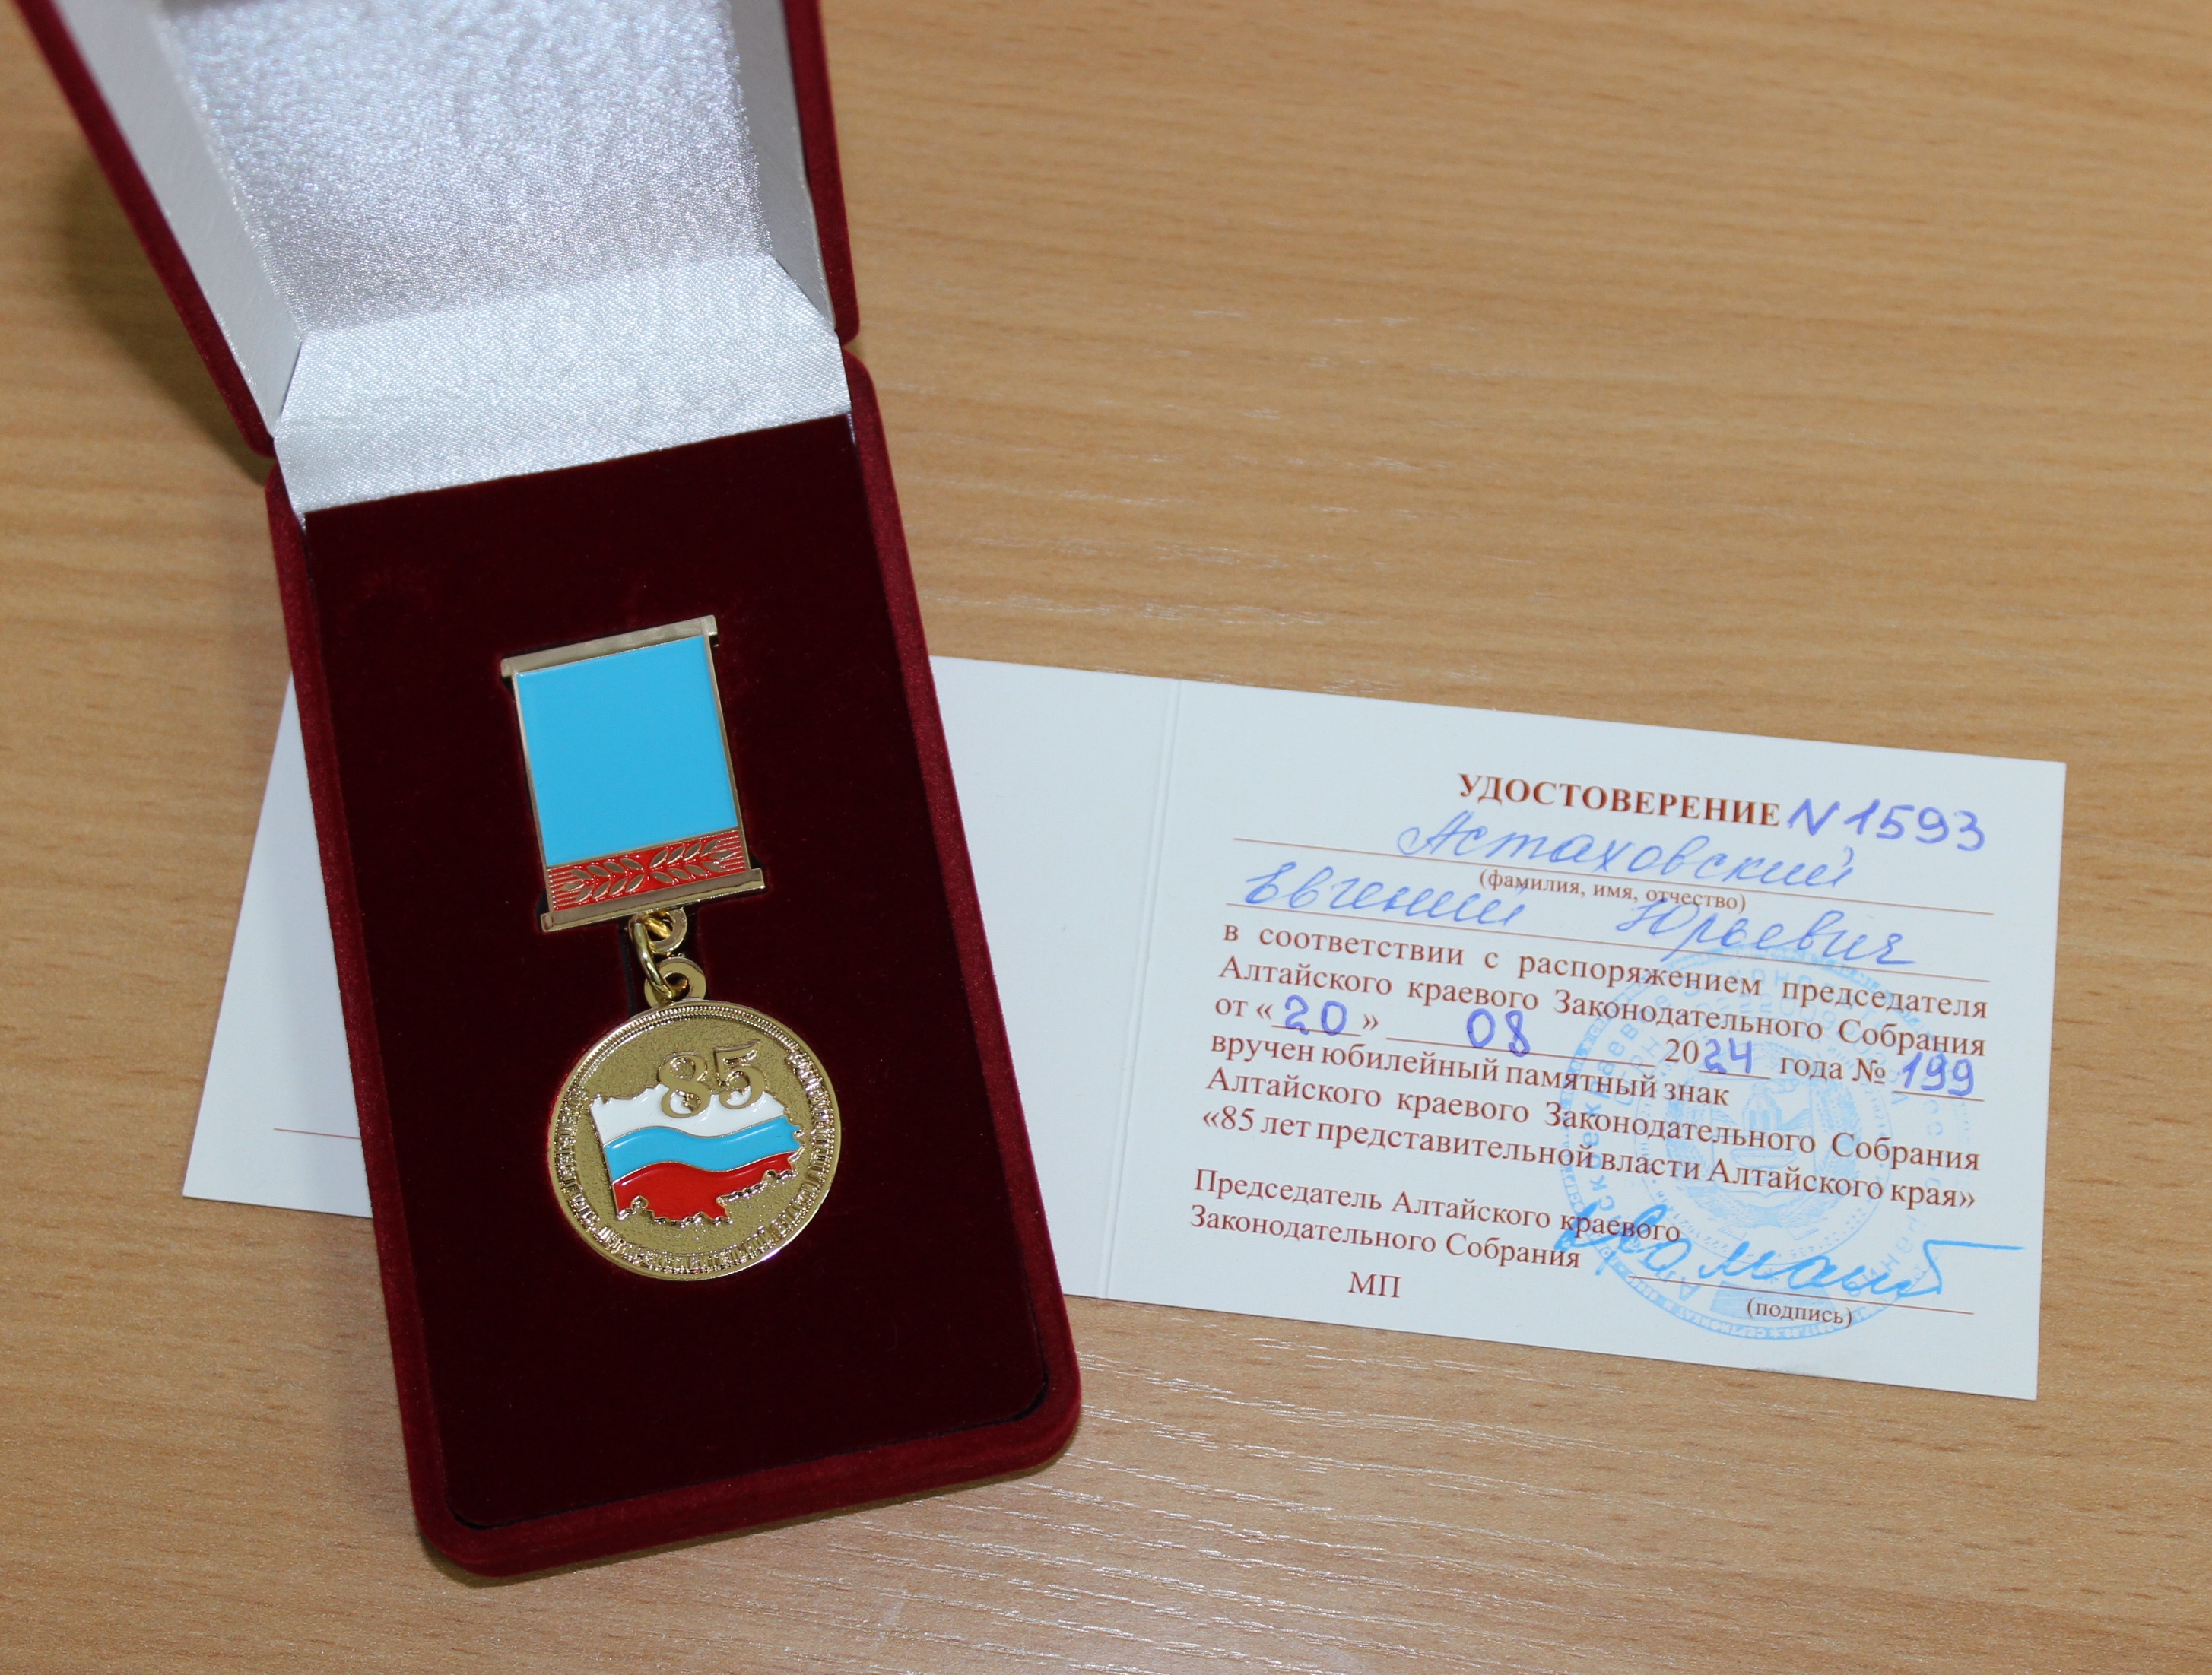 85
УДОСТОВЕРЕНИЕ N 1593
Астаховский
(фамилия, имя, отчество)
Евгений Юрьевич
в соответствии с распоряжением председателя
Алтайского краевого Законодательного Собрания
от «20» 08 2024 года № 199
вручен юбилейный памятный знак
Алтайского краевого Законодательного Собрания
«85 лет представительной власти Алтайского края»
Председатель Алтайского краевого
Законодательного Собрания
(подпись)
МП